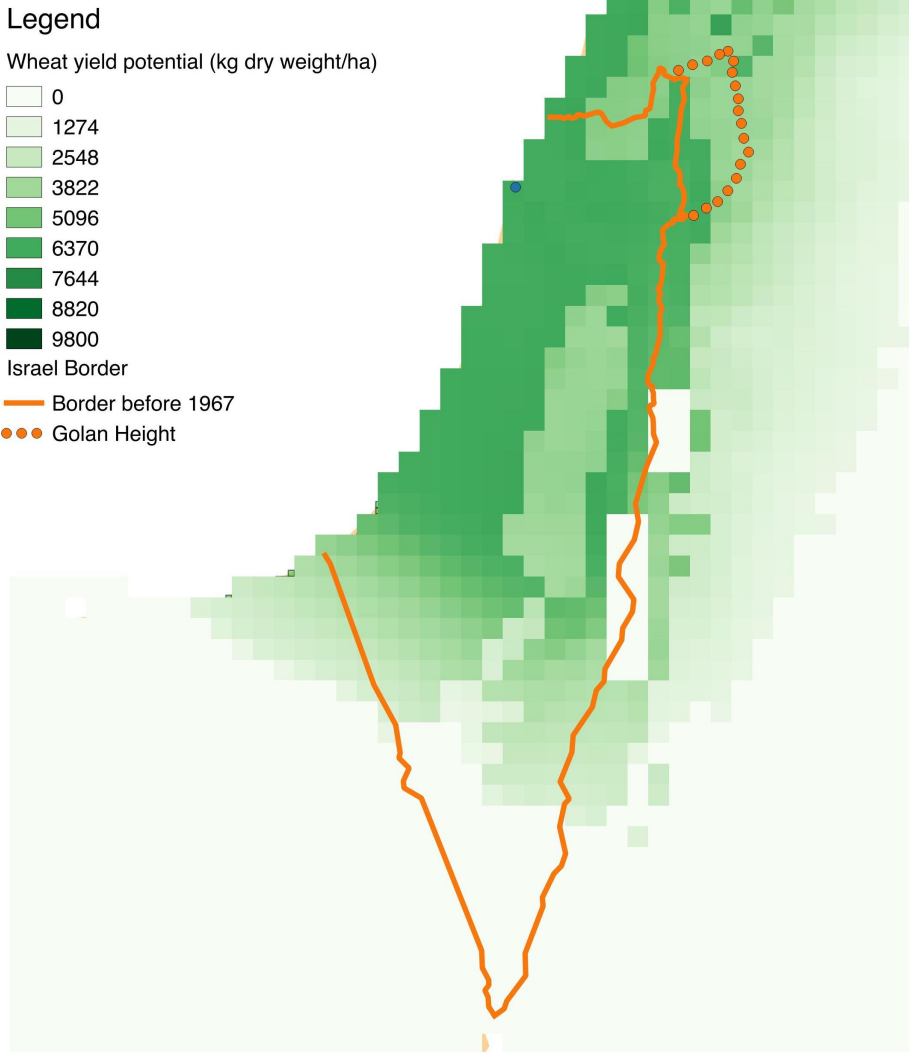 Legend
Wheat yield potential (kg dry weight/ha)
0
1274
2548
3822
5096
6370
7644
8820
9800
Israel Border
Border before 1967
Golan Height